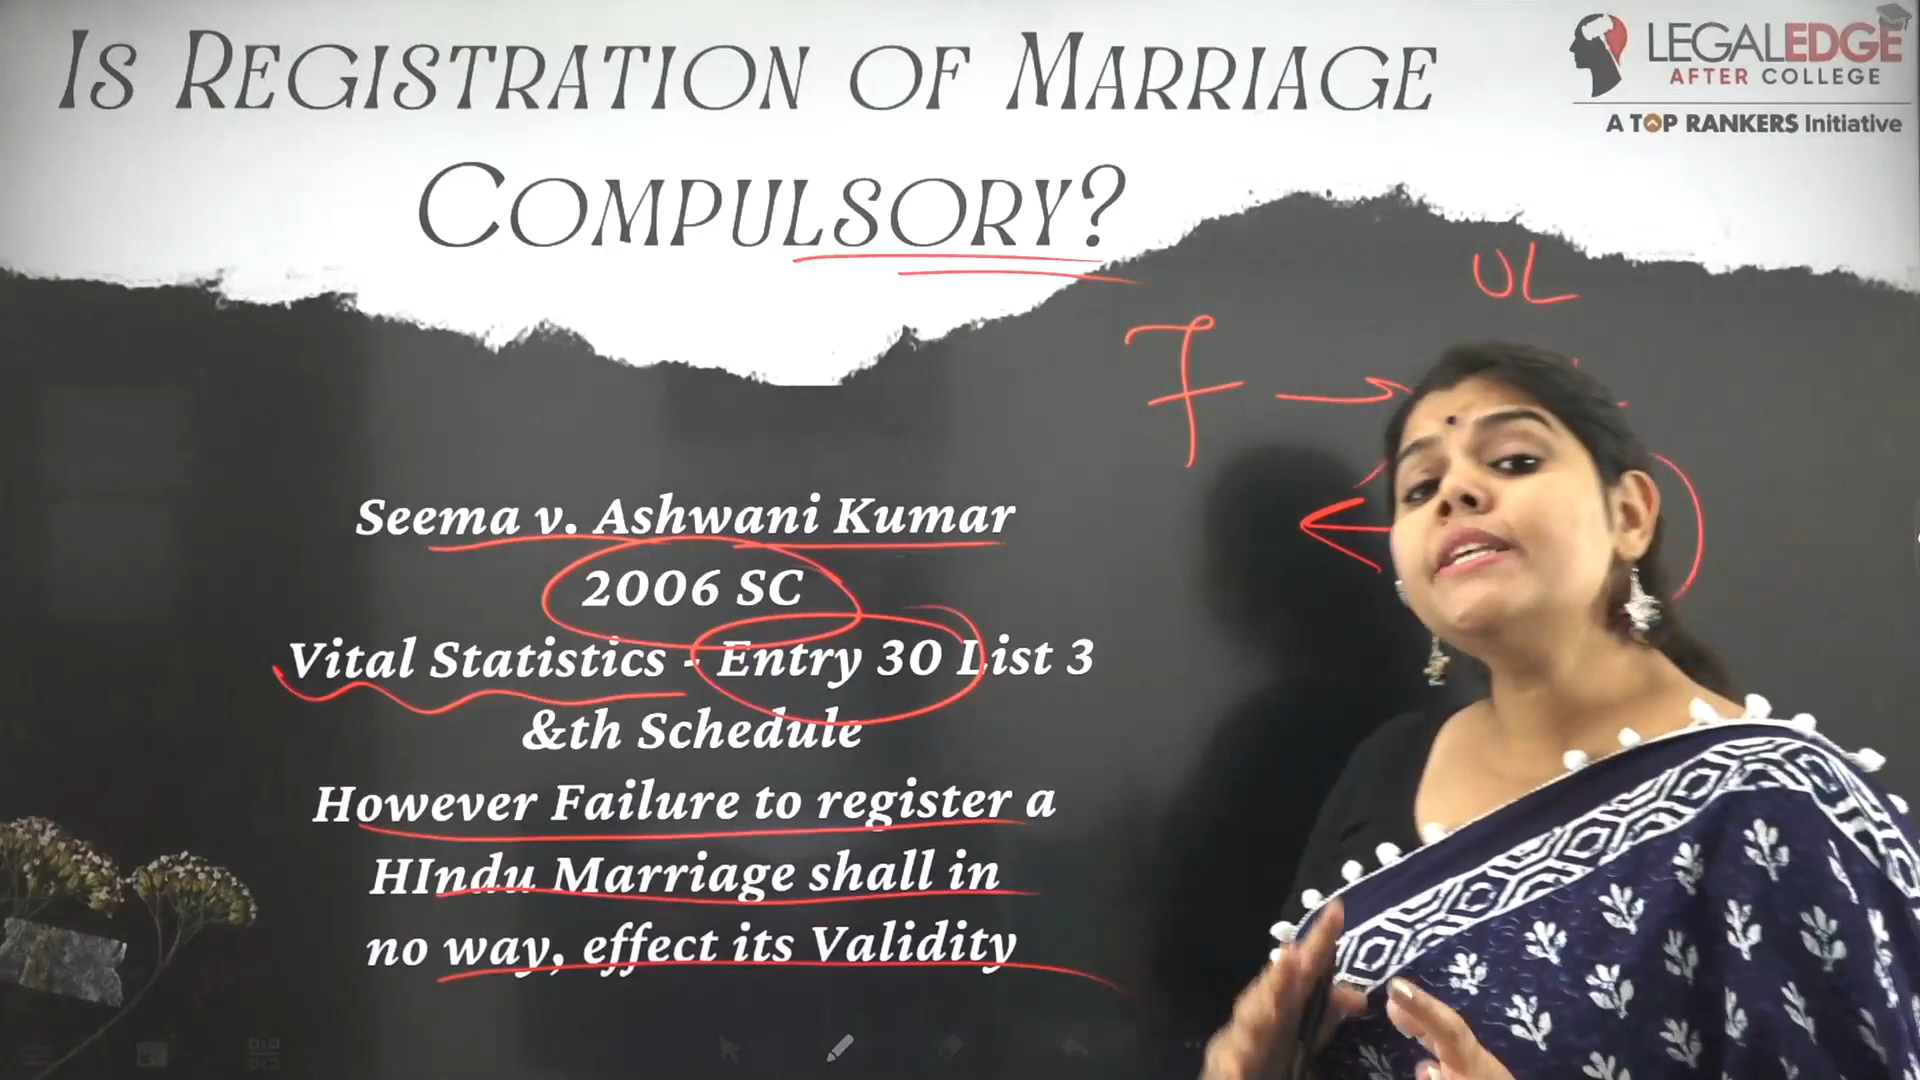 IS REGISTRATION OF MARRIAGE
COMPULSORY?
LEGALEDGE
AFTER COLLEGE
A TOP RANKERS Initiative
UL
7
Seema v. Ashwani Kumar
2006 SC
Vital Statistics - Entry 30 List 3
&th Schedule
However Failure to register a
HIndu Marriage shall in
no way, effect its Validity